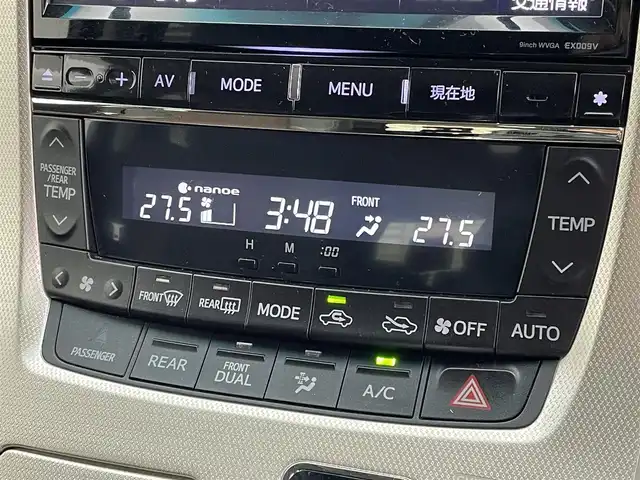 交通情報
9inch WVGA EX009V
AV MODE MENU 現在地 *
PASSENGER
/REAR
TEMP
nanoe
27.5 3:48 FRONT 27.5
H M :00
TEMP
FRONT REAR MODE OFF AUTO
PASSENGER REAR FRONT
DUAL A/C